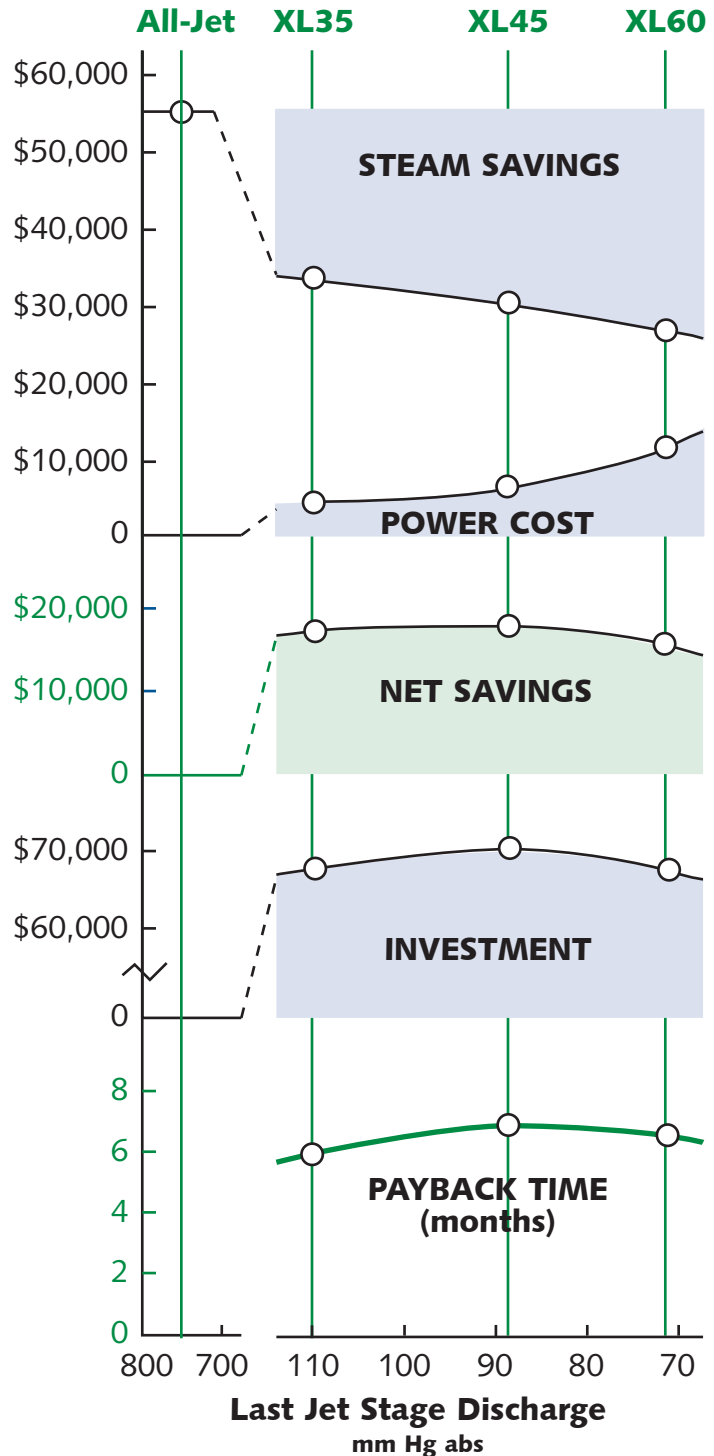 All-Jet XL35 XL45 XL60
$60,000
STEAM SAVINGS
$50,000
$40,000
$30,000
$20,000
$10,000
POWER COST
0
$20,000
NET SAVINGS
$10,000
0
$70,000
$60,000
INVESTMENT
0
8
6
PAYBACK TIME
(months)
4
2
0
800 700 110 100 90 80 70
Last Jet Stage Discharge
mm Hg abs